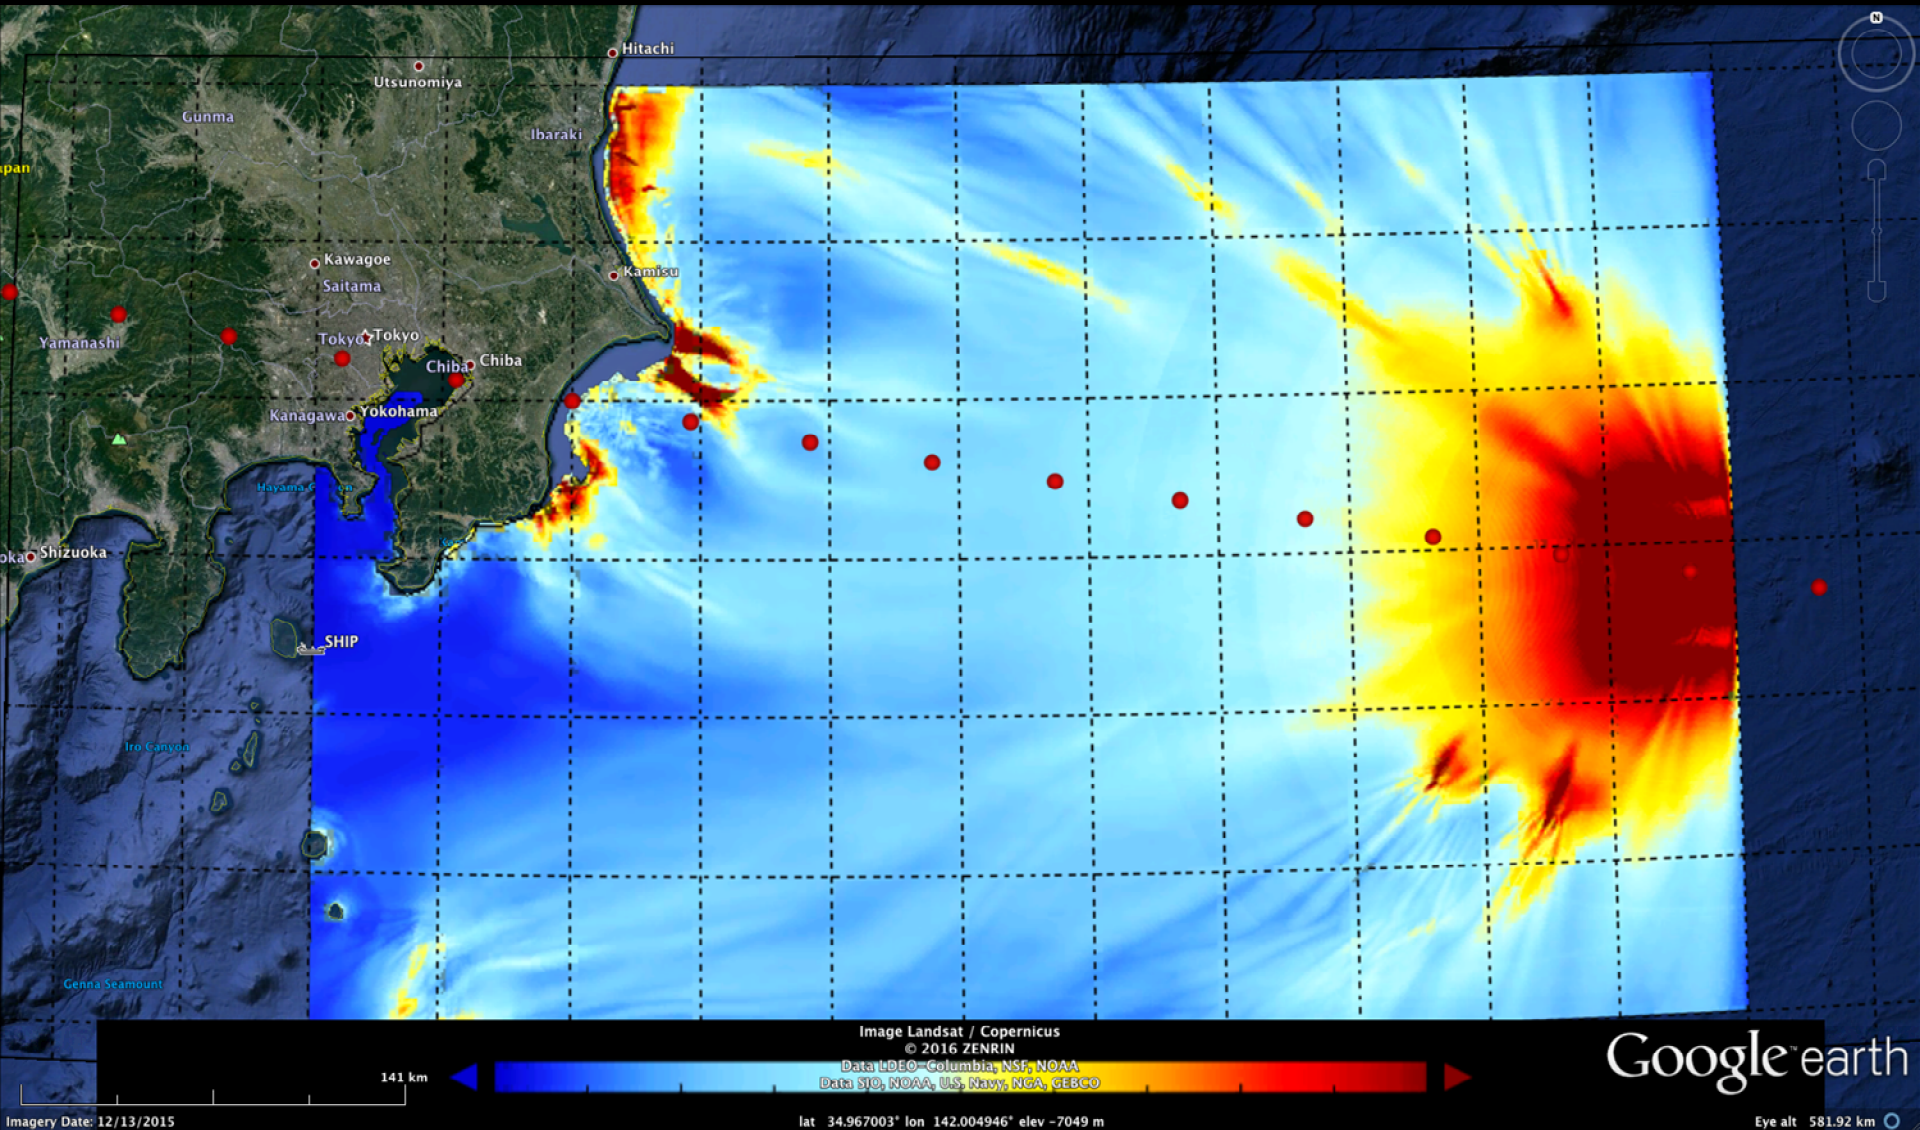 N
Hitachi
Utsunomiya
Gunma
Ibaraki
apan
Kawagoe
Kamisu
Saitama
Tokyo
Tokyo
Yamanashi
Chiba
Chiba
Kanagawa
Yokohama
Hayama
Shizuoka
oka
SHIP
Iro Canyon
Genna Seamount
Image Landsat / Copernicus
© 2016 ZENRIN
Data LDEO-Columbia, NSF, NOAA
Data SIO, NOAA, U.S. Navy, NGA, GEBCO
Google earth
141 km
Imagery Date: 12/13/2015
lat 34.967003° lon 142.004946° elev -7049 m
Eye alt 581.92 km